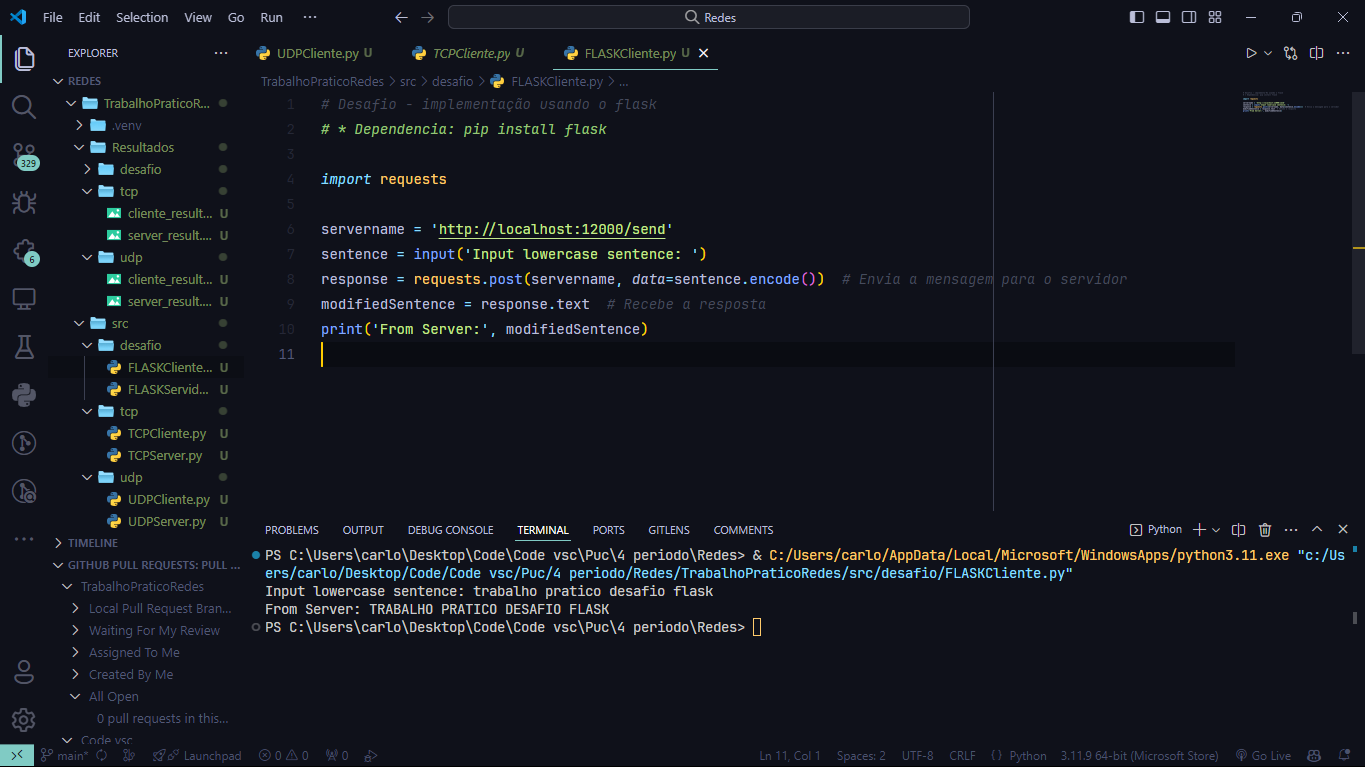 File Edit Selection View Go Run ··· Redes
EXPLORER ···
REDES
TrabalhoPraticoR...
.venv
Resultados
desafio
tcp
cliente_result... U
server_result.... U
udp
cliente_result... U
server_result.... U
src
desafio
FLASKCliente... U
FLASKServid... U
tcp
TCPCliente.py U
TCPServer.py U
udp
UDPCliente.py U
UDPServer.py U
TIMELINE
GITHUB PULL REQUESTS: PULL ...
TrabalhoPraticoRedes
Local Pull Request Bran...
Waiting For My Review
Assigned To Me
Created By Me
All Open
0 pull requests in this...
Code vsc
329
6
UDPCliente.py U TCPCliente.py U FLASKCliente.py U
TrabalhoPraticoRedes > src > desafio > FLASKCliente.py > ...
1 # Desafio - implementação usando o flask
2 # * Dependencia: pip install flask
3
4 import requests
5
6 servername = 'http://localhost:12000/send'
7 sentence = input('Input lowercase sentence: ')
8 response = requests.post(servername, data=sentence.encode()) # Envia a mensagem para o servidor
9 modifiedSentence = response.text # Recebe a resposta
10 print('From Server:', modifiedSentence)
11
PROBLEMS OUTPUT DEBUG CONSOLE TERMINAL PORTS GITLENS COMMENTS Python
PS C:\Users\carlo\Desktop\Code\Code vsc\Puc\4 periodo\Redes> & C:/Users/carlo/AppData/Local/Microsoft/WindowsApps/python3.11.exe "c:/Us
ers/carlo/Desktop/Code/Code vsc/Puc/4 periodo/Redes/TrabalhoPraticoRedes/src/desafio/FLASKCliente.py"
Input lowercase sentence: trabalho pratico desafio flask
From Server: TRABALHO PRATICO DESAFIO FLASK
PS C:\Users\carlo\Desktop\Code\Code vsc\Puc\4 periodo\Redes>
main* Launchpad 0 0 0 Ln 11, Col 1 Spaces: 2 UTF-8 CRLF { } Python 3.11.9 64-bit (Microsoft Store) Go Live